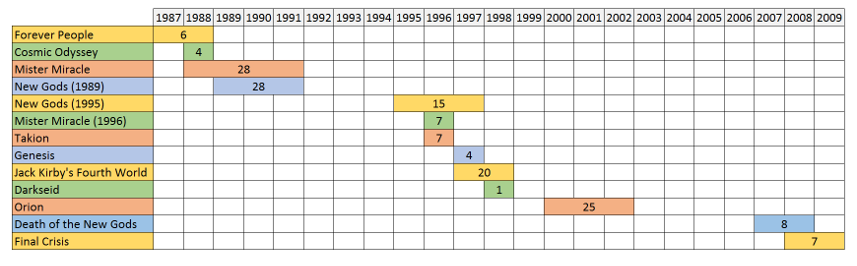 1987 1988 1989 1990 1991 1992 1993 1994 1995 1996 1997 1998 1999 2000 2001 2002 2003 2004 2005 2006 2007 2008 2009
Forever People 6
Cosmic Odyssey 4
Mister Miracle 28
New Gods (1989) 28
New Gods (1995) 15
Mister Miracle (1996) 7
Takion 7
Genesis 4
Jack Kirby's Fourth World 20
Darkseid 1
Orion 25
Death of the New Gods 8
Final Crisis 7